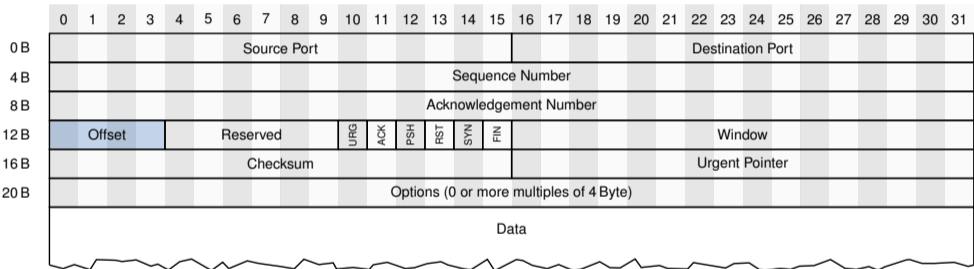 0 1 2 3 4 5 6 7 8 9 10 11 12 13 14 15 16 17 18 19 20 21 22 23 24 25 26 27 28 29 30 31
0 B Source Port Destination Port
4 B Sequence Number
8 B Acknowledgement Number
12 B Offset Reserved URG ACK PSH RST SYN FIN Window
16 B Checksum Urgent Pointer
20 B Options (0 or more multiples of 4 Byte)
Data